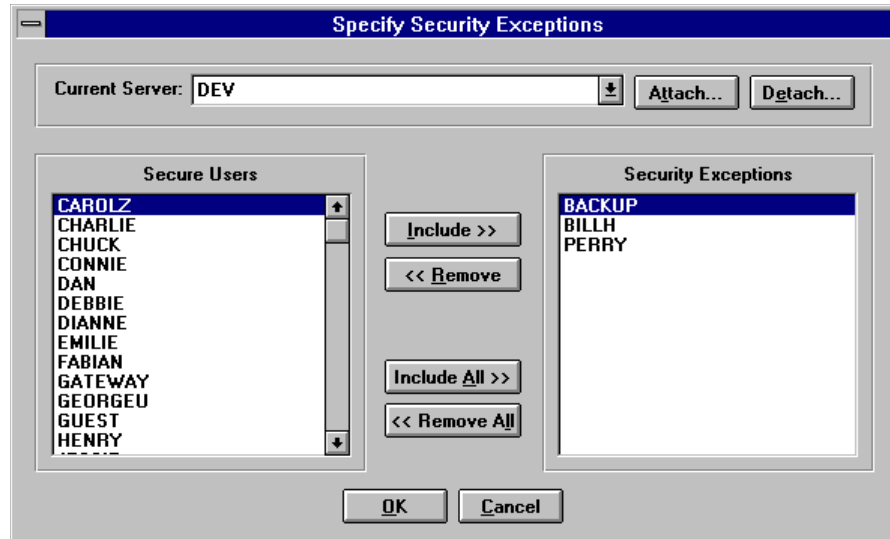 Specify Security Exceptions
Current Server: DEV
Attach...
Detach...
Secure Users
CAROLZ
CHARLIE
CHUCK
CONNIE
DAN
DEBBIE
DIANNE
EMILIE
FABIAN
GATEWAY
GEORGEU
GUEST
HENRY
Include >>
<< Remove
Include All >>
<< Remove All
Security Exceptions
BACKUP
BILLH
PERRY
OK
Cancel